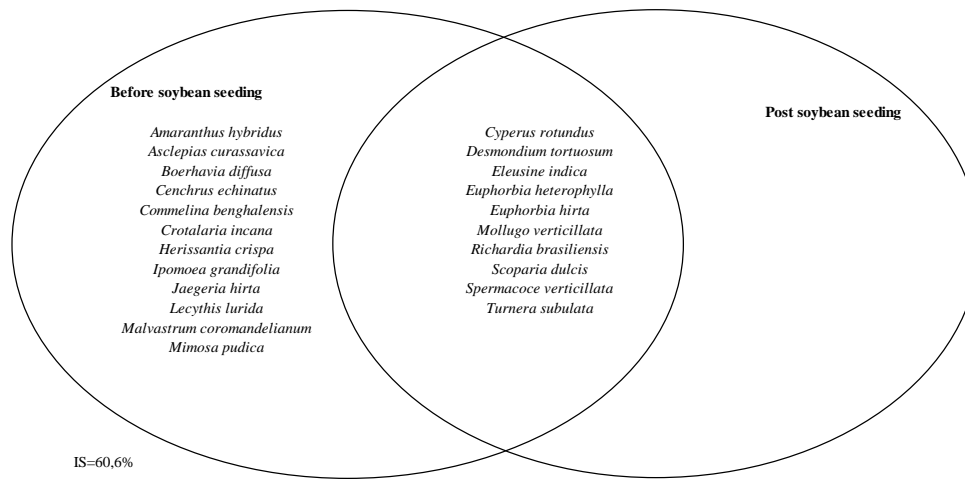 Before soybean seeding
Amaranthus hybridus
Asclepias curassavica
Boerhavia diffusa
Cenchrus echinatus
Commelina benghalensis
Crotalaria incana
Herissantia crispa
Ipomoea grandifolia
Jaegeria hirta
Lecythis lurida
Malvastrum coromandelianum
Mimosa pudica
Cyperus rotundus
Desmondium tortuosum
Eleusine indica
Euphorbia heterophylla
Euphorbia hirta
Mollugo verticillata
Richardia brasiliensis
Scoparia dulcis
Spermacoce verticillata
Turnera subulata
Post soybean seeding
IS=60,6%